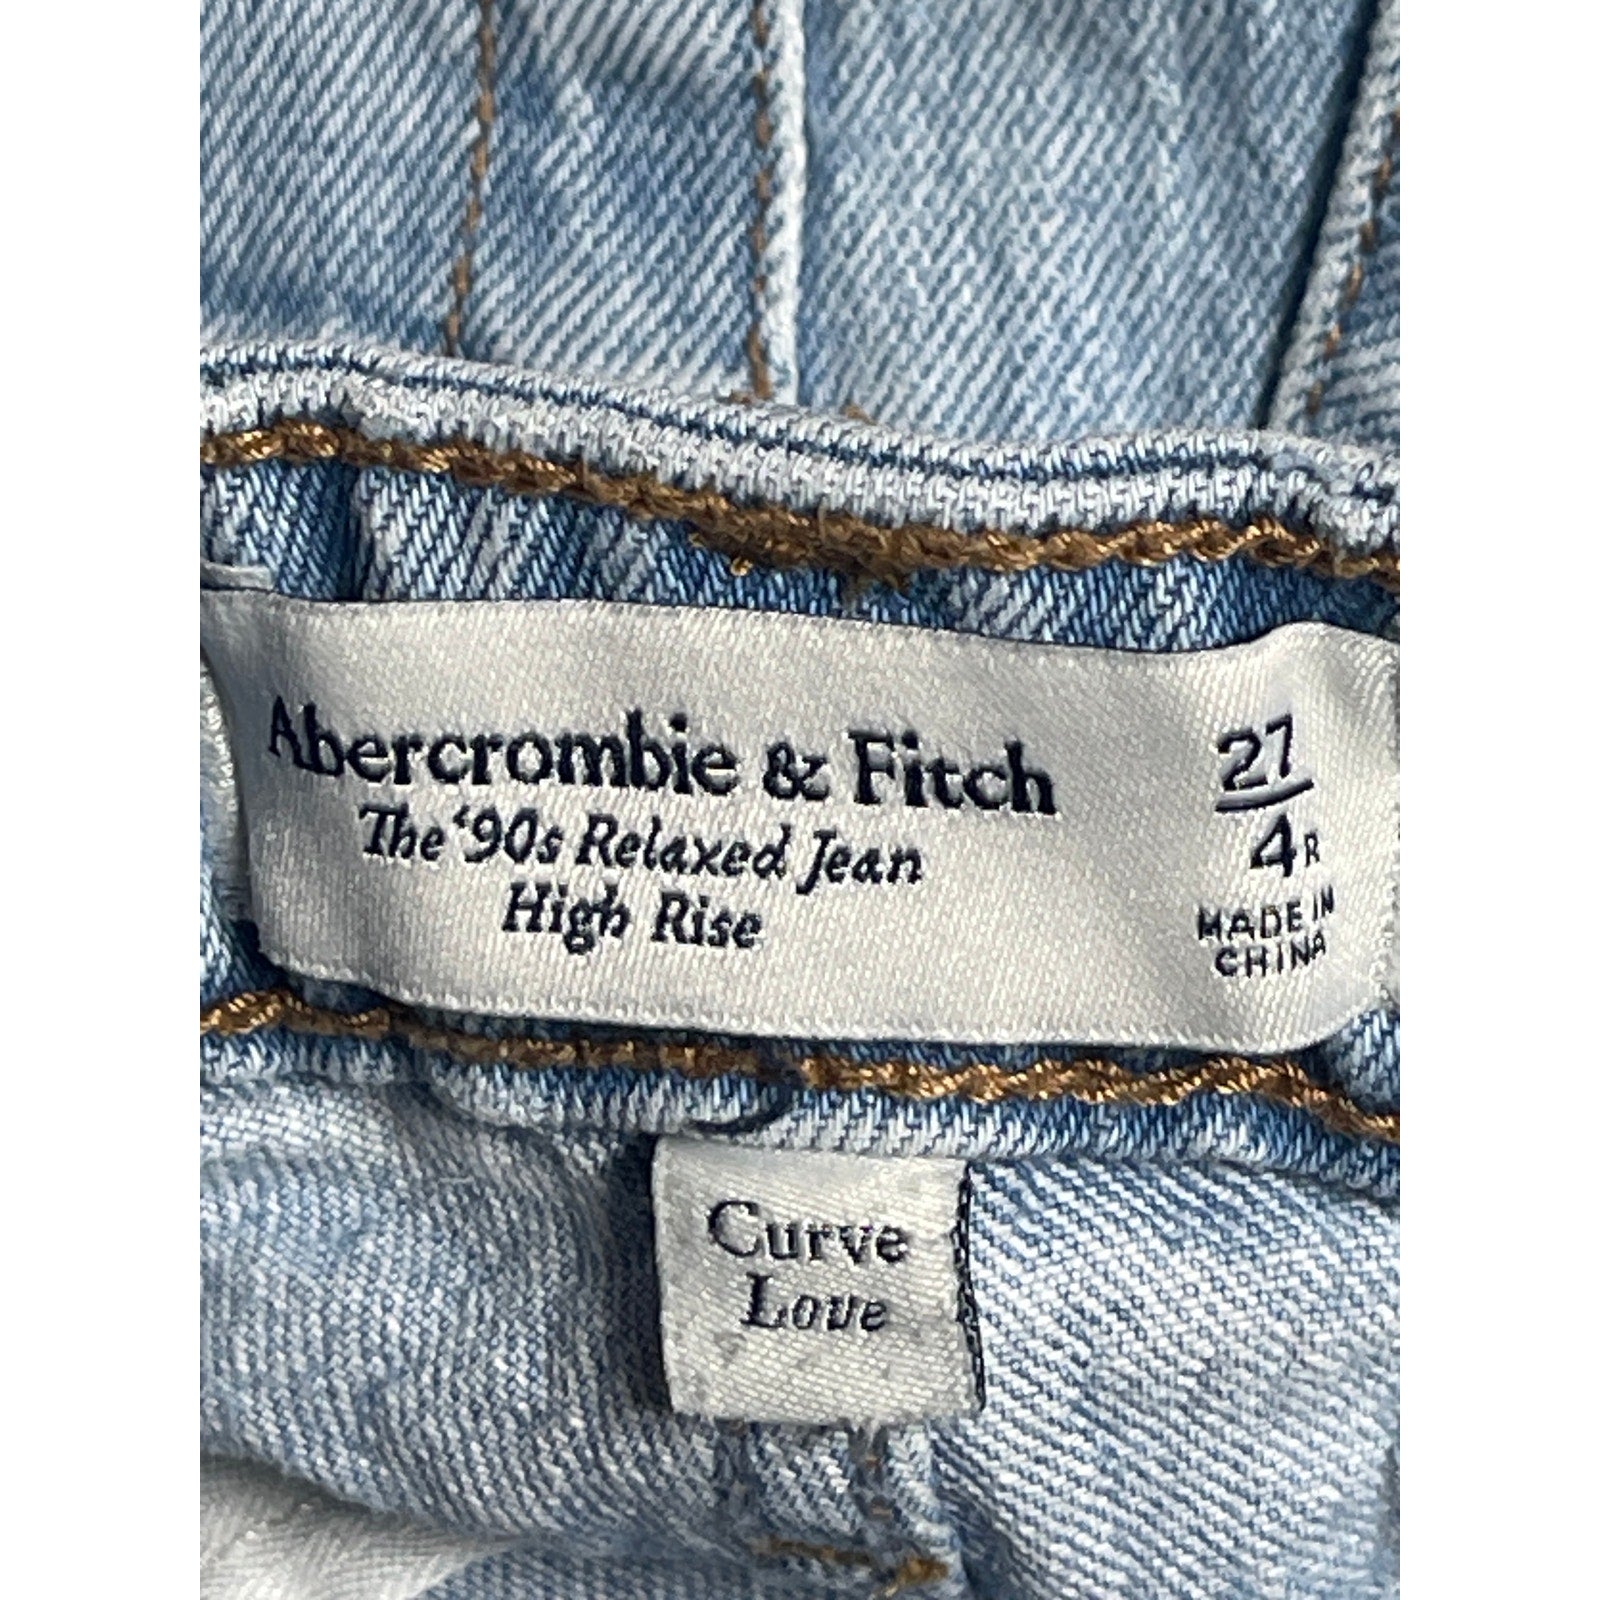 Abercrombie & Fitch
The '90s Relaxed Jean
High Rise
27
4R
MADE IN
CHINA
Curve
Love